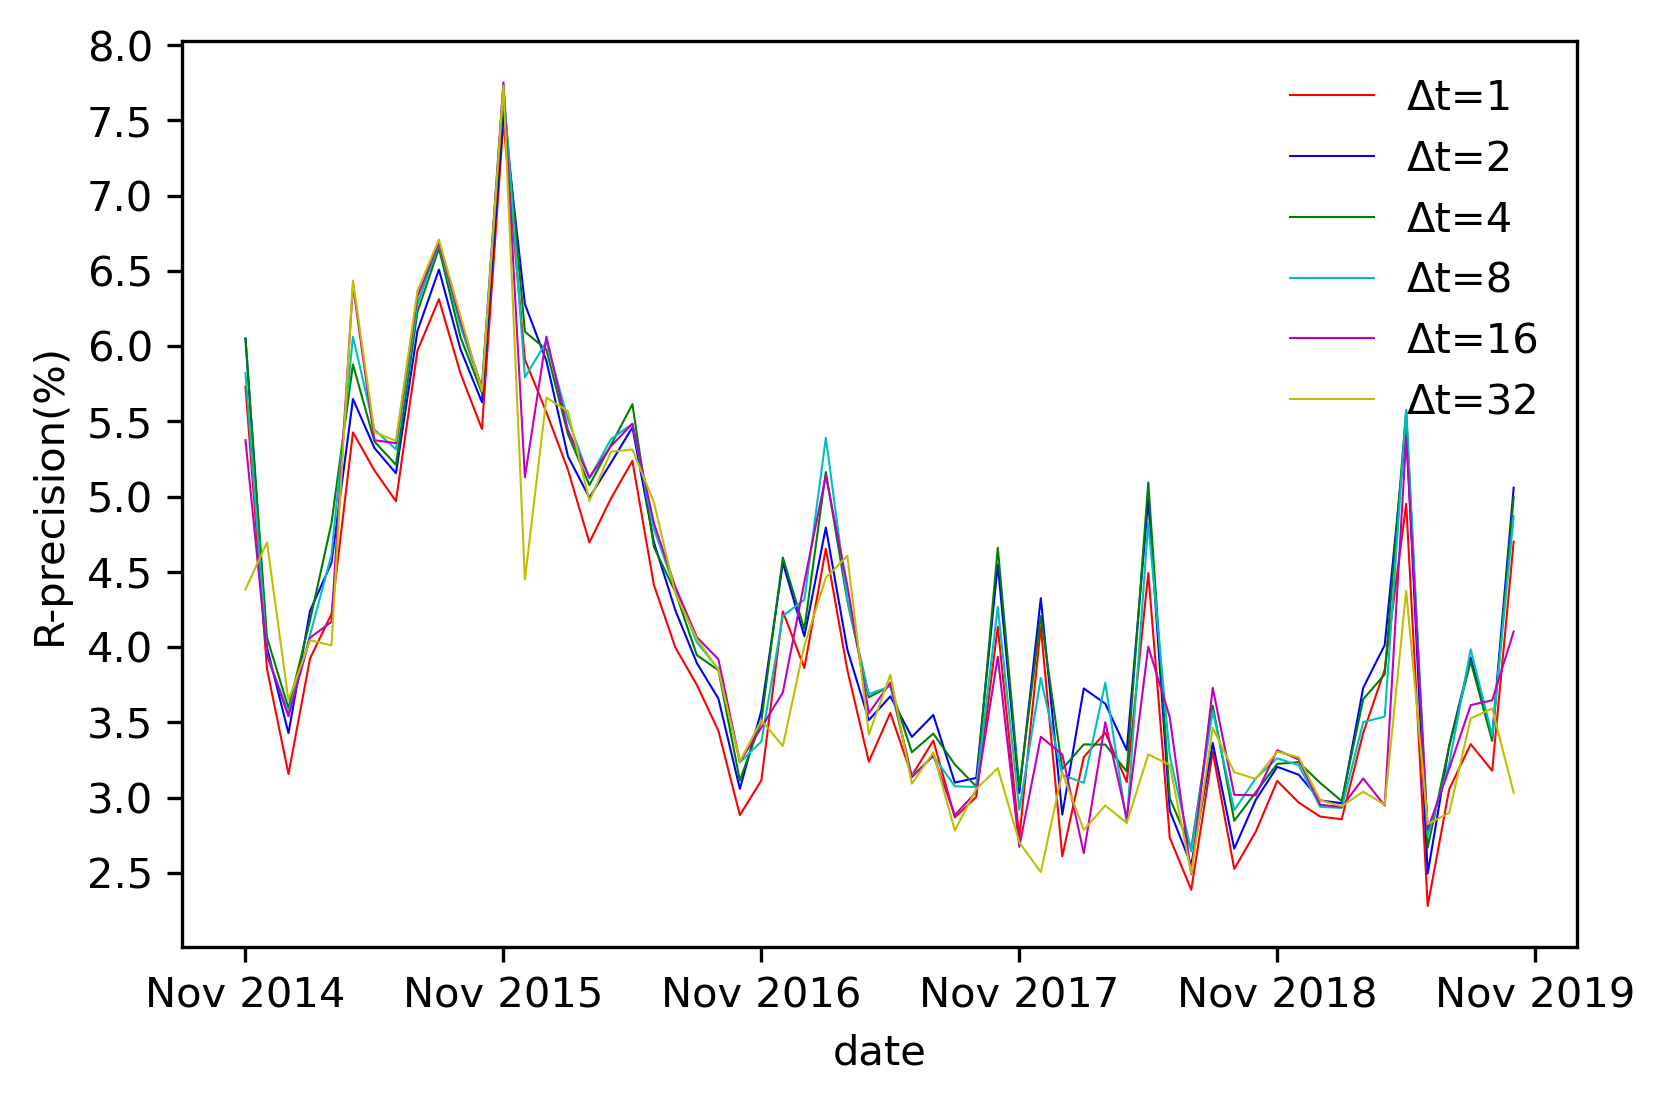 8.0
7.5
7.0
6.5
6.0
5.5
5.0
4.5
4.0
3.5
3.0
2.5
R-precision(%)
Δt=1
Δt=2
Δt=4
Δt=8
Δt=16
Δt=32
Nov 2014 Nov 2015 Nov 2016 Nov 2017 Nov 2018 Nov 2019
date